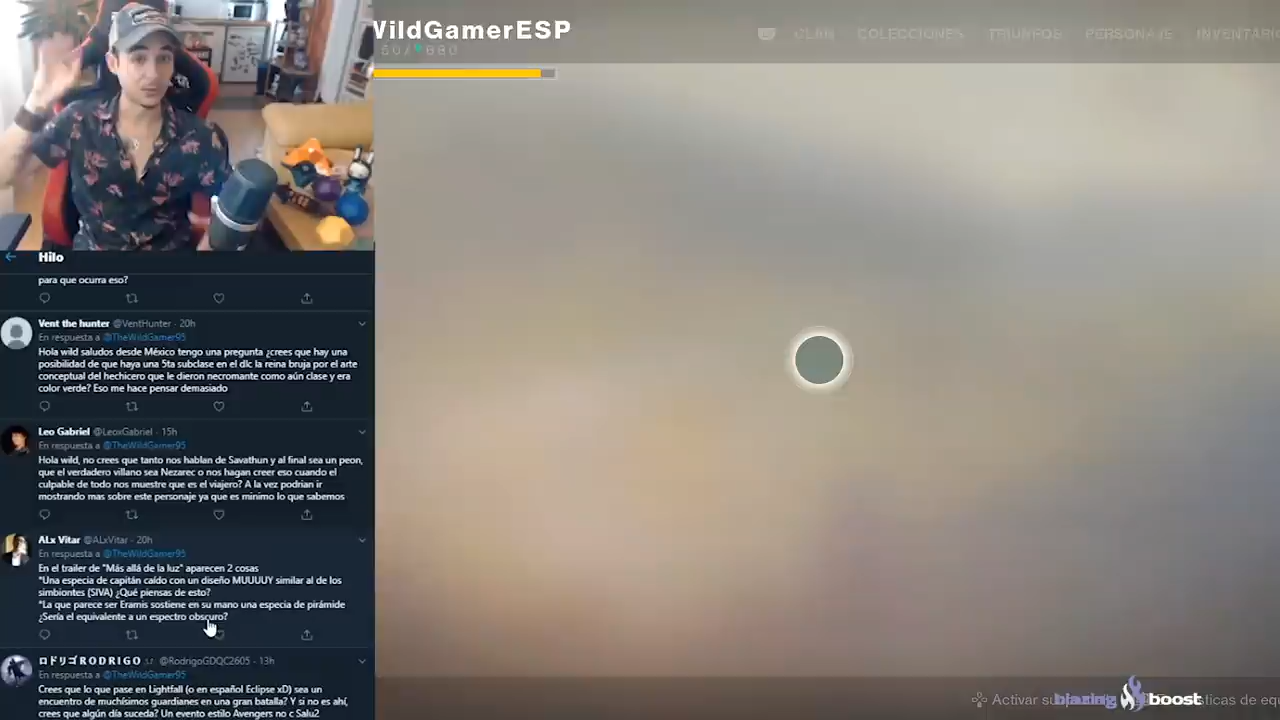 WildGamerESP
CLAN
COLECCIONES
TRIUNFOS
PERSONAJE
Hilo
para que ocurra eso?
Vent the hunter @VentHunter · 20h
En respuesta a @TheWildGamer95
Hola wild saludos desde México tengo una pregunta ¿crees que hay una
posibilidad de que haya una 5ta subclase en el dlc la reina bruja por el arte
conceptual del hechicero que le dieron necromante como aún clase y era
color verde? Eso me hace pensar demasiado
Leo Gabriel @LeoxGabriel · 15h
En respuesta a @TheWildGamer95
Hola wild, no crees que tanto nos hablan de Savathun y al final sea un peon,
que el verdadero villano sea Nezarec o nos hagan creer eso cuando el
culpable de todo nos muestre que es el viajero? A la vez podrian ir
mostrando mas sobre este personaje ya que es minimo lo que sabemos
ALx Vitar @ALxVitar · 20h
En respuesta a @TheWildGamer95
En el trailer de "Más allá de la luz" aparecen 2 cosas
*Una especia de capitán caído con un diseño MUUUUY similar al de los
simbiontes (SIVA) ¿Qué piensas de esto?
*La que parece ser Eramis sostiene en su mano una especia de pirámide
¿Sería el equivalente a un espectro obscuro?
ロドリゴRODRIGO @RodrigoGDQC2605 · 13h
En respuesta a @TheWildGamer95
Crees que lo que pase en Lightfall (o en español Eclipse xD) sea un
encuentro de muchísimos guardianes en una gran batalla? Y si no es ahí,
crees que algún día suceda? Un evento estilo Avengers no c Salu2
Activar
blazing boost